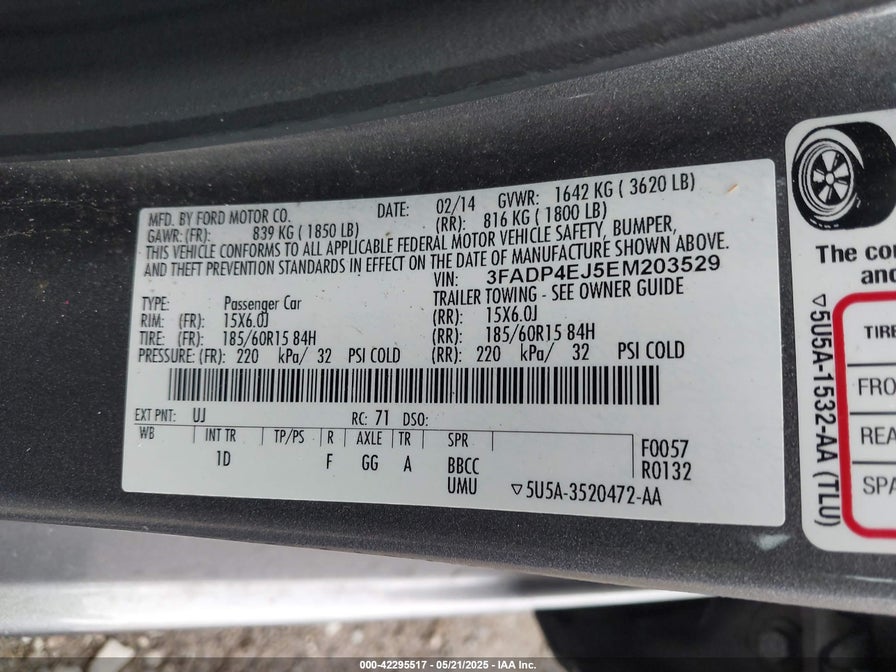 MFD. BY FORD MOTOR CO. DATE: 02/14 GVWR: 1642 KG ( 3620 LB)
GAWR: (FR): 839 KG ( 1850 LB) (RR): 816 KG ( 1800 LB)
THIS VEHICLE CONFORMS TO ALL APPLICABLE FEDERAL MOTOR VEHICLE SAFETY, BUMPER,
AND THEFT PREVENTION STANDARDS IN EFFECT ON THE DATE OF MANUFACTURE SHOWN ABOVE.
VIN: 3FADP4EJ5EM203529
TYPE: Passenger Car TRAILER TOWING - SEE OWNER GUIDE
RIM: (FR): 15X6.0J (RR): 15X6.0J
TIRE: (FR): 185/60R15 84H (RR): 185/60R15 84H
PRESSURE: (FR): 220 kPa/ 32 PSI COLD (RR): 220 kPa/ 32 PSI COLD
EXT PNT: UJ RC: 71 DSO:
WB INT TR TP/PS R AXLE TR SPR F0057
1D F GG A BBCC R0132
UMU ▽5U5A-3520472-AA
The
and
▽5U5A-1532-AA (TLU)
TIRE
000-42295517 - 05/21/2025 - IAA Inc.